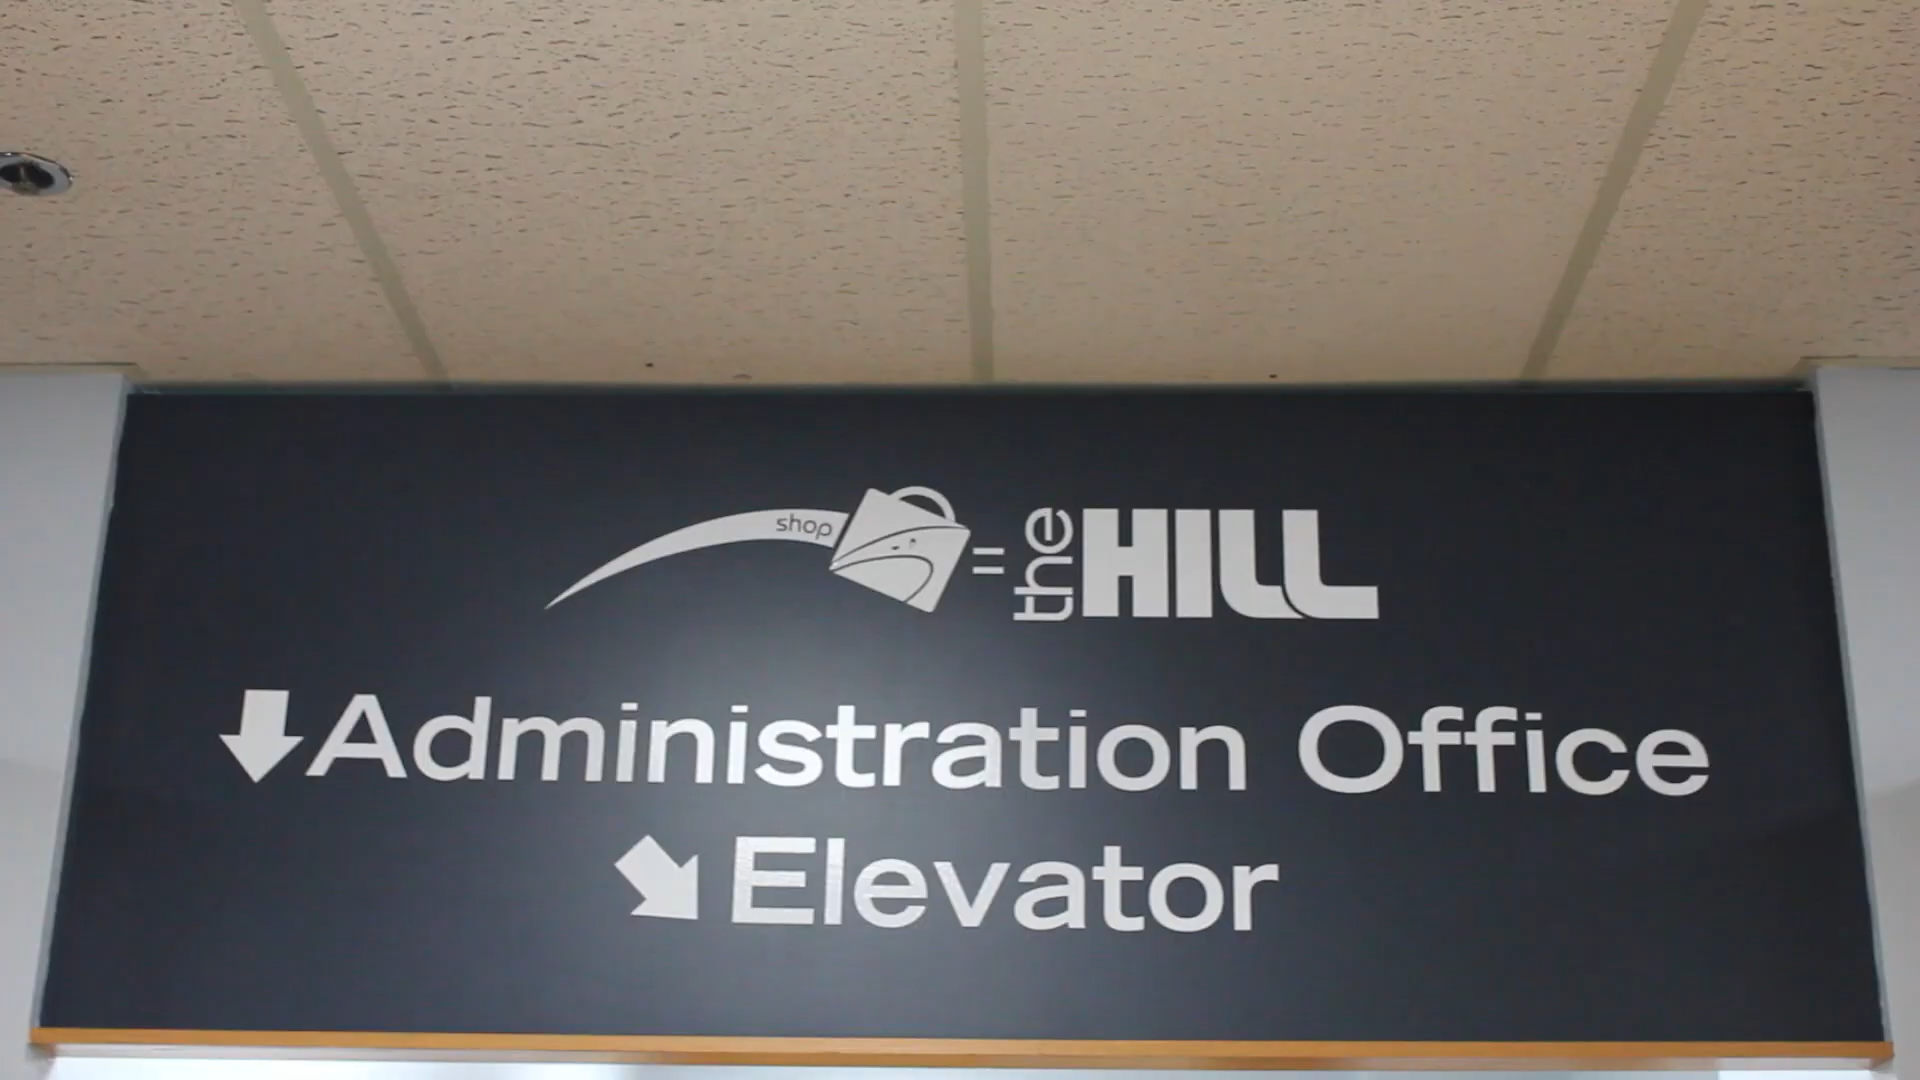 shop = the HILL
Administration Office
Elevator